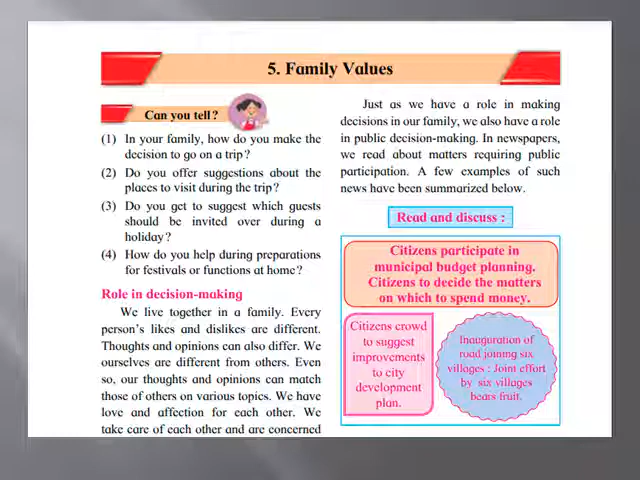 5. Family Values
Can you tell?
(1) In your family, how do you make the
decision to go on a trip?
(2) Do you offer suggestions about the
places to visit during the trip?
(3) Do you get to suggest which guests
should be invited over during a
holiday?
(4) How do you help during preparations
for festivals or functions at home?
Role in decision-making
We live together in a family. Every
person's likes and dislikes are different.
Thoughts and opinions can also differ. We
ourselves are different from others. Even
so, our thoughts and opinions can match
those of others on various topics. We have
love and affection for each other. We
take care of each other and are concerned
Just as we have a role in making
decisions in our family, we also have a role
in public decision-making. In newspapers,
we read about matters requiring public
participation. A few examples of such
news have been summarized below.
Read and discuss :
Citizens participate in
municipal budget planning.
Citizens to decide the matters
on which to spend money.
Citizens crowd
to suggest
improvements
to city
development
plan.
Inauguration of
road joining six
villages : Joint effort
by six villages
bears fruit.